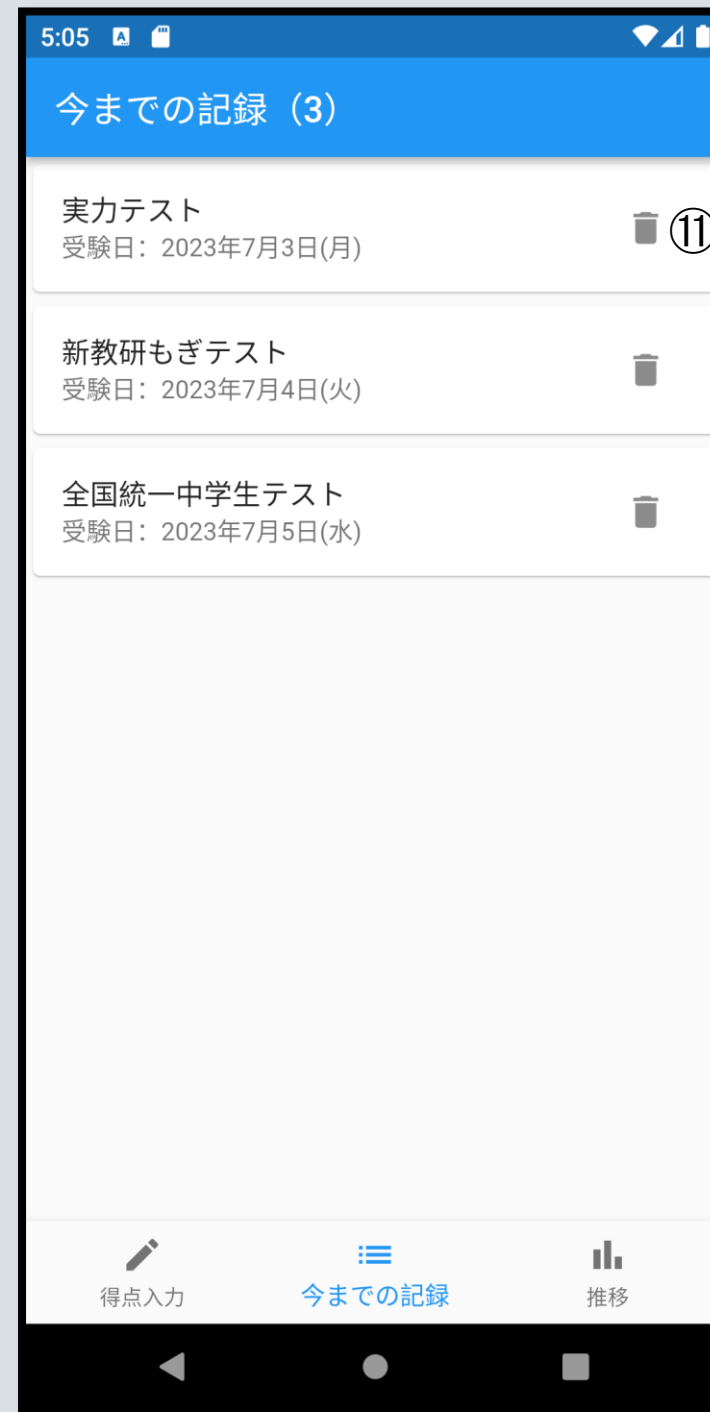 5:05
今までの記録（3）
実力テスト
受験日：2023年7月3日(月)
⑪
新教研もぎテスト
受験日：2023年7月4日(火)
全国統一中学生テスト
受験日：2023年7月5日(水)
得点入力 今までの記録 推移